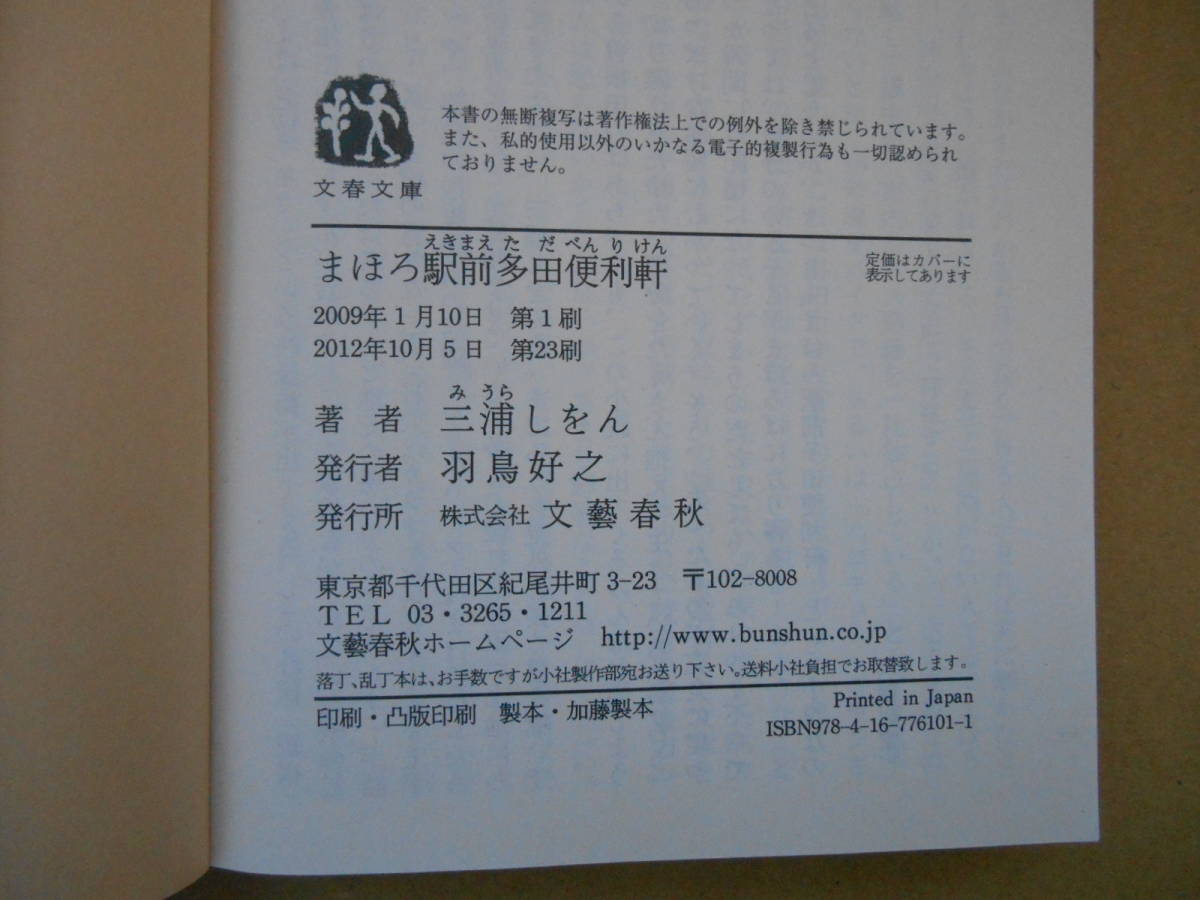 本書の無断複写は著作権法上での例外を除き禁じられています。
また、私的使用以外のいかなる電子的複製行為も一切認められ
ておりません。
文春文庫
えきまえ た だ べん り けん
まほろ駅前多田便利軒
定価はカバーに
表示してあります
2009年1月10日 第1刷
2012年10月5日 第23刷
み うら
著 者 三浦しをん
発行者 羽鳥好之
発行所 株式会社 文藝春秋
東京都千代田区紀尾井町 3-23 〒102-8008
TEL 03・3265・1211
文藝春秋ホームページ http://www.bunshun.co.jp
落丁、乱丁本は、お手数ですが小社製作部宛お送り下さい。送料小社負担でお取替致します。
印刷・凸版印刷 製本・加藤製本
Printed in Japan
ISBN978-4-16-776101-1